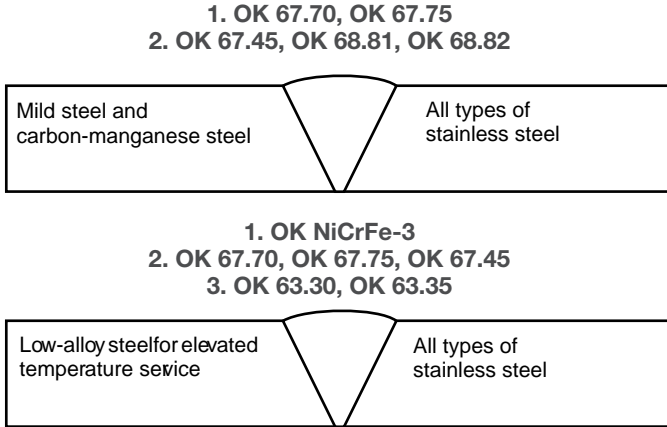 1. OK 67.70, OK 67.75
2. OK 67.45, OK 68.81, OK 68.82
Mild steel and
carbon-manganese steel
All types of
stainless steel
1. OK NiCrFe-3
2. OK 67.70, OK 67.75, OK 67.45
3. OK 63.30, OK 63.35
Low-alloy steel for elevated
temperature service
All types of
stainless steel